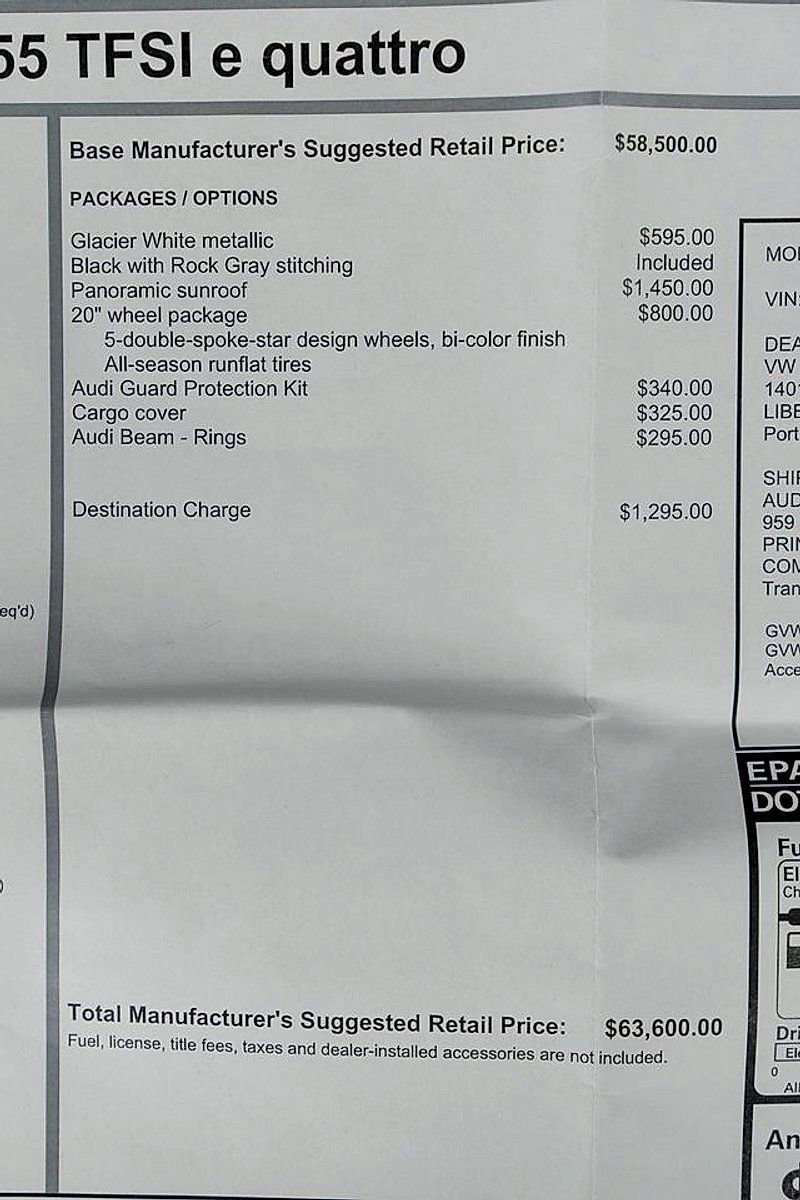 55 TFSI e quattro
Base Manufacturer's Suggested Retail Price: $58,500.00
PACKAGES / OPTIONS
Glacier White metallic $595.00
Black with Rock Gray stitching Included
Panoramic sunroof $1,450.00
20" wheel package $800.00
5-double-spoke-star design wheels, bi-color finish
All-season runflat tires
Audi Guard Protection Kit $340.00
Cargo cover $325.00
Audi Beam - Rings $295.00
Destination Charge $1,295.00
Total Manufacturer's Suggested Retail Price: $63,600.00
Fuel, license, title fees, taxes and dealer-installed accessories are not included.
eq'd)
)
MOD
VIN:
DEA
VW
140
LIBE
Port
SHIF
AUD
959
PRIN
COM
Tran
GVW
GVW
Acce
EPA
DOT
Fu
El
Ch
Dri
Ele
0
All
An